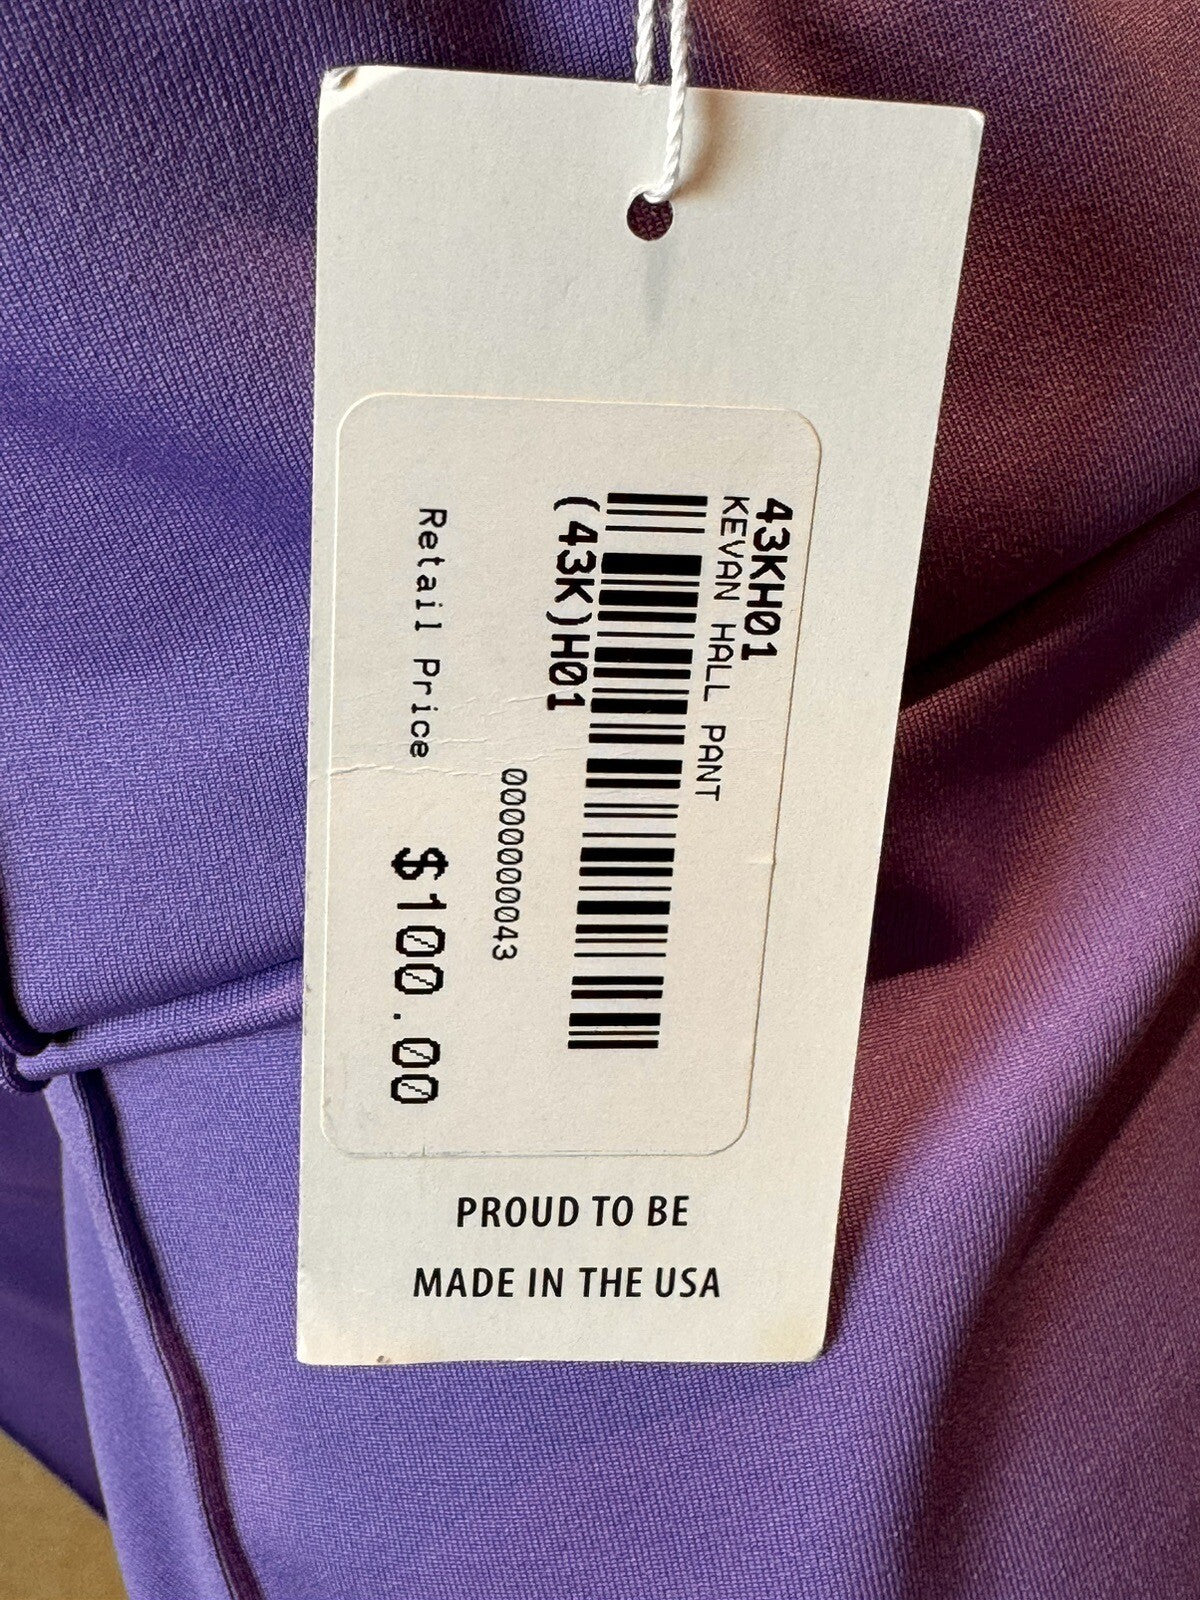 43KH01
KEVAN HALL PANT
(43K)H01
0000000043
Retail Price $100.00
PROUD TO BE
MADE IN THE USA